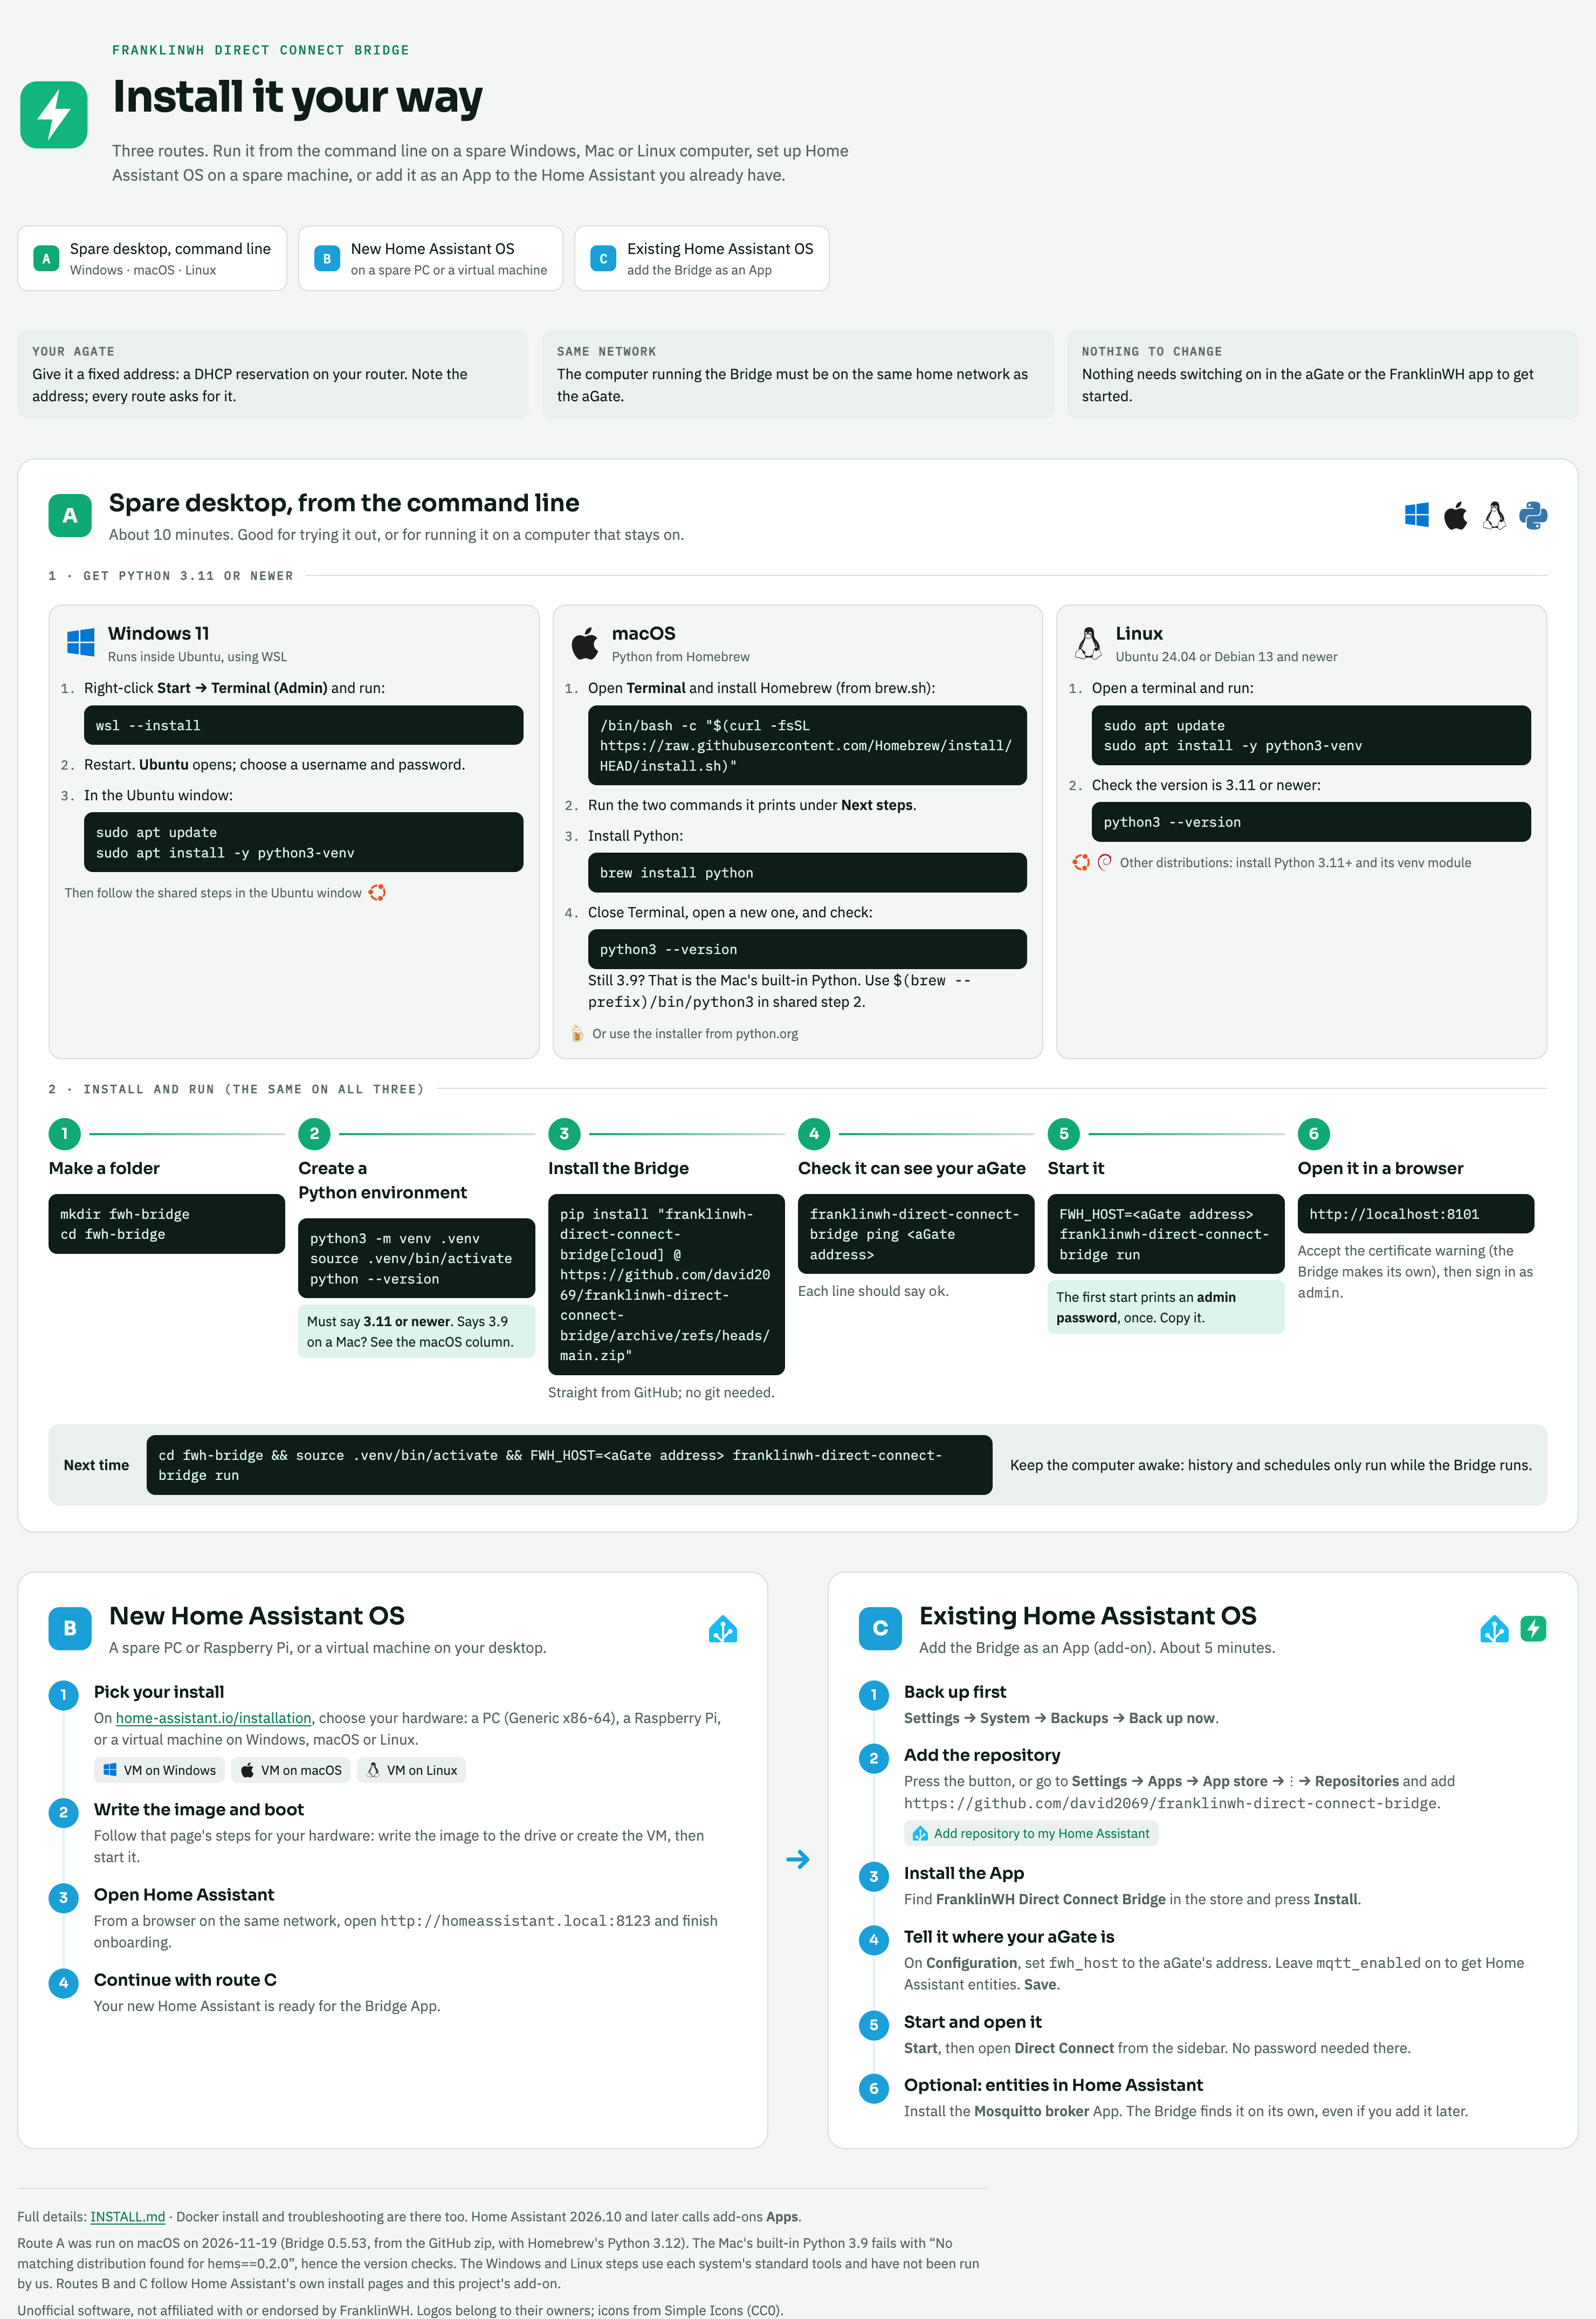 FRANKLINWH DIRECT CONNECT BRIDGE
Install it your way
Three routes. Run it from the command line on a spare Windows, Mac or Linux computer, set up Home
Assistant OS on a spare machine, or add it as an App to the Home Assistant you already have.
A
Spare desktop, command line
Windows · macOS · Linux
B
New Home Assistant OS
on a spare PC or a virtual machine
C
Existing Home Assistant OS
add the Bridge as an App
YOUR AGATE
Give it a fixed address: a DHCP reservation on your router. Note the
address; every route asks for it.
SAME NETWORK
The computer running the Bridge must be on the same home network as
the aGate.
NOTHING TO CHANGE
Nothing needs switching on in the aGate or the FranklinWH app to get
started.
A
Spare desktop, from the command line
About 10 minutes. Good for trying it out, or for running it on a computer that stays on.
1 · GET PYTHON 3.11 OR NEWER
Windows 11
Runs inside Ubuntu, using WSL
1. Right-click Start → Terminal (Admin) and run:
wsl --install
2. Restart. Ubuntu opens; choose a username and password.
3. In the Ubuntu window:
sudo apt update
sudo apt install -y python3-venv
Then follow the shared steps in the Ubuntu window
macOS
Python from Homebrew
1. Open Terminal and install Homebrew (from brew.sh):
/bin/bash -c "$(curl -fsSL
https://raw.githubusercontent.com/Homebrew/install/
HEAD/install.sh)"
2. Run the two commands it prints under Next steps.
3. Install Python:
brew install python
4. Close Terminal, open a new one, and check:
python3 --version
Still 3.9? That is the Mac's built-in Python. Use $(brew --
prefix)/bin/python3 in shared step 2.
Or use the installer from python.org
Linux
Ubuntu 24.04 or Debian 13 and newer
1. Open a terminal and run:
sudo apt update
sudo apt install -y python3-venv
2. Check the version is 3.11 or newer:
python3 --version
Other distributions: install Python 3.11+ and its venv module
2 · INSTALL AND RUN (THE SAME ON ALL THREE)
1
Make a folder
mkdir fwh-bridge
cd fwh-bridge
2
Create a
Python environment
python3 -m venv .venv
source .venv/bin/activate
python --version
Must say 3.11 or newer. Says 3.9
on a Mac? See the macOS column.
3
Install the Bridge
pip install "franklinwh-
direct-connect-
bridge[cloud] @
https://github.com/david20
69/franklinwh-direct-
connect-
bridge/archive/refs/heads/
main.zip"
Straight from GitHub; no git needed.
4
Check it can see your aGate
franklinwh-direct-connect-
bridge ping <aGate
address>
Each line should say ok.
5
Start it
FWH_HOST=<aGate address>
franklinwh-direct-connect-
bridge run
The first start prints an admin
password, once. Copy it.
6
Open it in a browser
http://localhost:8101
Accept the certificate warning (the
Bridge makes its own), then sign in as
admin.
Next time
cd fwh-bridge && source .venv/bin/activate && FWH_HOST=<aGate address> franklinwh-direct-connect-
bridge run
Keep the computer awake: history and schedules only run while the Bridge runs.
B
New Home Assistant OS
A spare PC or Raspberry Pi, or a virtual machine on your desktop.
1
Pick your install
On home-assistant.io/installation, choose your hardware: a PC (Generic x86-64), a Raspberry Pi,
or a virtual machine on Windows, macOS or Linux.
VM on Windows
VM on macOS
VM on Linux
2
Write the image and boot
Follow that page's steps for your hardware: write the image to the drive or create the VM, then
start it.
3
Open Home Assistant
From a browser on the same network, open http://homeassistant.local:8123 and finish
onboarding.
4
Continue with route C
Your new Home Assistant is ready for the Bridge App.
→
C
Existing Home Assistant OS
Add the Bridge as an App (add-on). About 5 minutes.
1
Back up first
Settings → System → Backups → Back up now.
2
Add the repository
Press the button, or go to Settings → Apps → App store → ⋮ → Repositories and add
https://github.com/david2069/franklinwh-direct-connect-bridge.
Add repository to my Home Assistant
3
Install the App
Find FranklinWH Direct Connect Bridge in the store and press Install.
4
Tell it where your aGate is
On Configuration, set fwh_host to the aGate's address. Leave mqtt_enabled on to get Home
Assistant entities. Save.
5
Start and open it
Start, then open Direct Connect from the sidebar. No password needed there.
6
Optional: entities in Home Assistant
Install the Mosquitto broker App. The Bridge finds it on its own, even if you add it later.
Full details: INSTALL.md · Docker install and troubleshooting are there too. Home Assistant 2026.10 and later calls add-ons Apps.
Route A was run on macOS on 2026-11-19 (Bridge 0.5.53, from the GitHub zip, with Homebrew's Python 3.12). The Mac's built-in Python 3.9 fails with “No
matching distribution found for hems==0.2.0”, hence the version checks. The Windows and Linux steps use each system's standard tools and have not been run
by us. Routes B and C follow Home Assistant's own install pages and this project's add-on.
Unofficial software, not affiliated with or endorsed by FranklinWH. Logos belong to their owners; icons from Simple Icons (CC0).